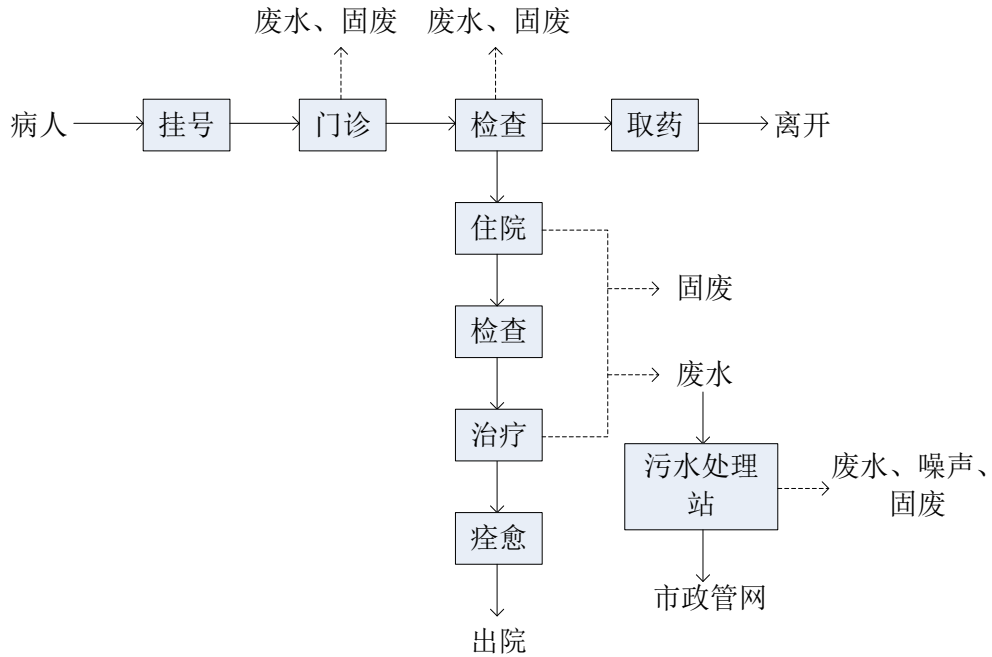 废水、固废
废水、固废
病人
挂号
门诊
检查
取药
离开
住院
固废
检查
废水
治疗
污水处理
站
废水、噪声、
固废
痊愈
市政管网
出院